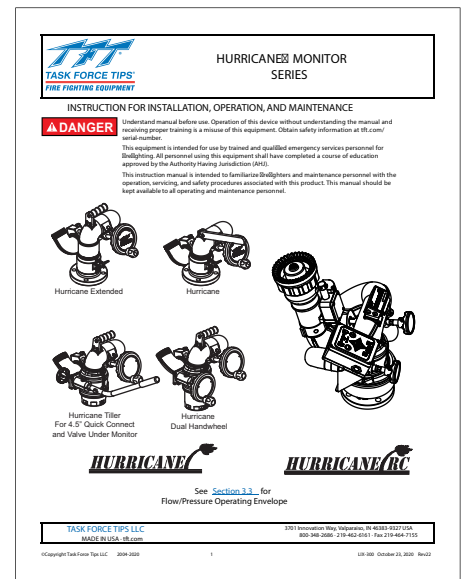 TFT
TASK FORCE TIPS®
FIRE FIGHTING EQUIPMENT
HURRICANE⍰ MONITOR
SERIES
INSTRUCTION FOR INSTALLATION, OPERATION, AND MAINTENANCE
DANGER
Understand manual before use. Operation of this device without understanding the manual and
receiving proper training is a misuse of this equipment. Obtain safety information at tft.com/
serial-number.
This equipment is intended for use by trained and quali⍰ed emergency services personnel for
⍰re⍰ghting. All personnel using this equipment shall have completed a course of education
approved by the Authority Having Jurisdiction (AHJ).
This instruction manual is intended to familiarize ⍰re⍰ghters and maintenance personnel with the
operation, servicing, and safety procedures associated with this product. This manual should be
kept available to all operating and maintenance personnel.
Hurricane Extended
Hurricane
Hurricane Tiller
For 4.5" Quick Connect
and Valve Under Monitor
Hurricane
Dual Handwheel
HURRICANE
HURRICANE RC
See Section 3.3 for
Flow/Pressure Operating Envelope
TASK FORCE TIPS LLC
MADE IN USA · tft.com
3701 Innovation Way, Valparaiso, IN 46383-9327 USA
800-348-2686 · 219-462-6161 · Fax 219-464-7155
©Copyright Task Force Tips LLC 2004-2020 1 LIX-300 October 23, 2020 Rev22